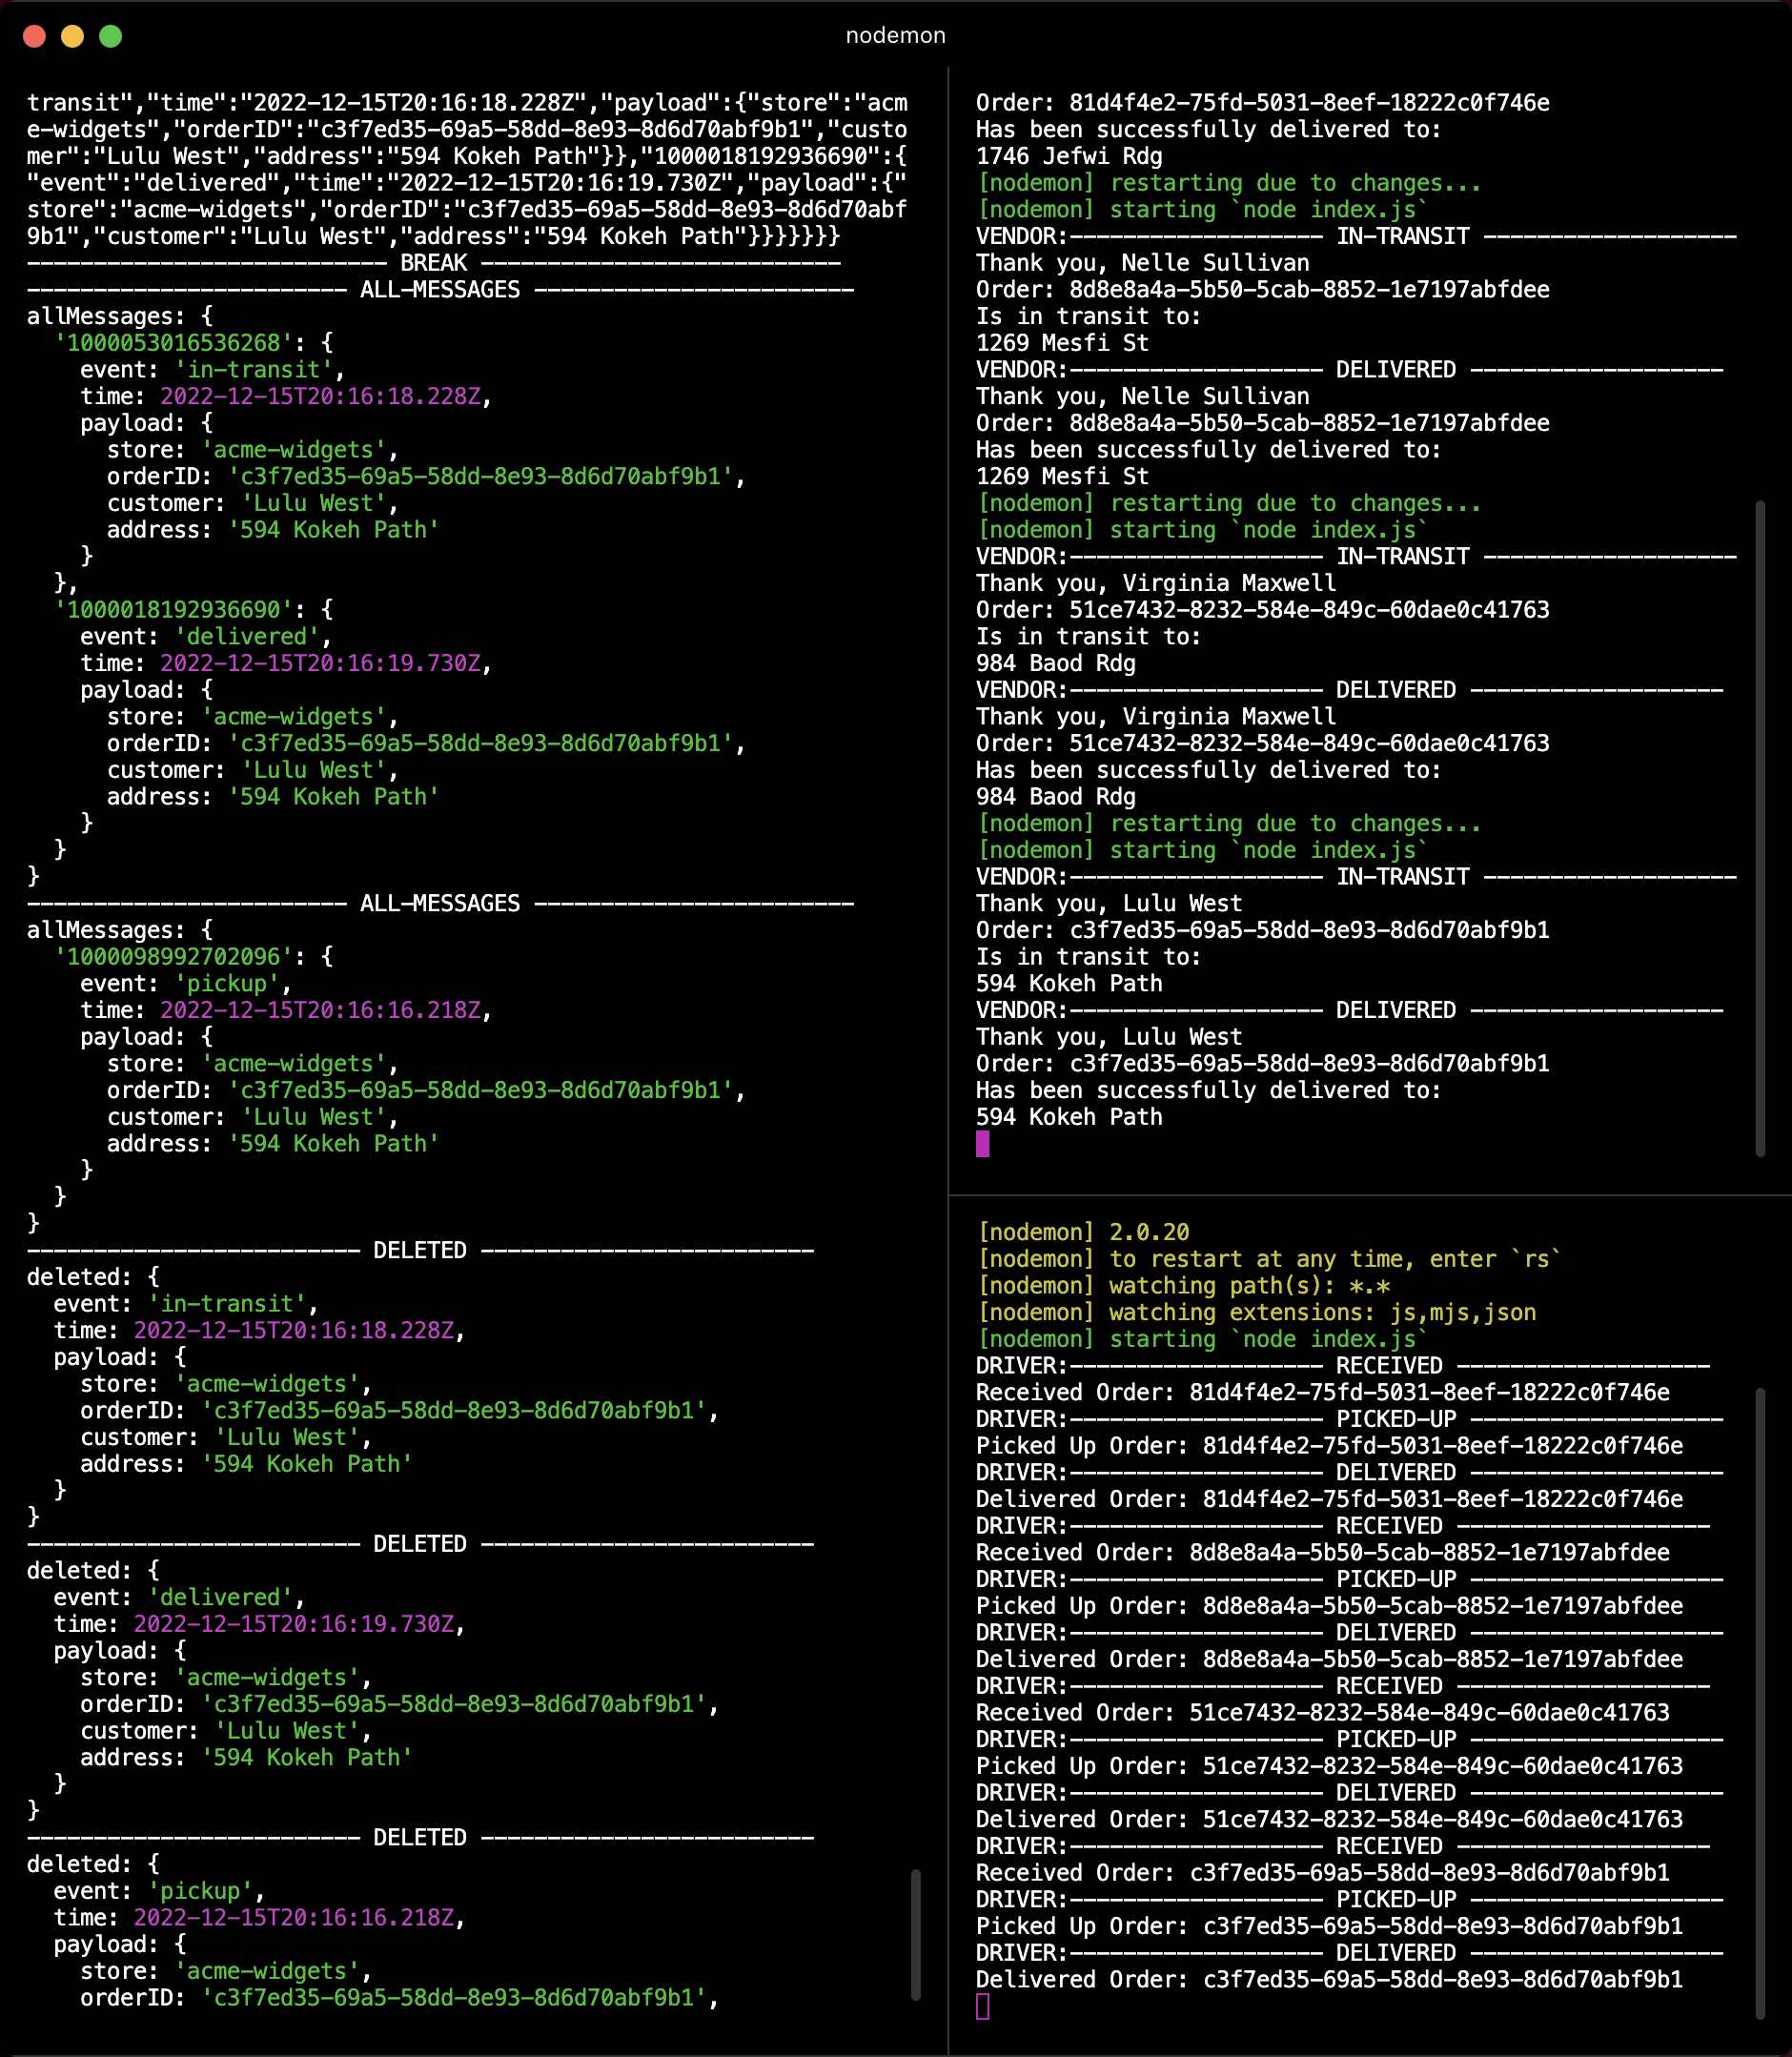 nodemon
transit","time":"2022-12-15T20:16:18.228Z","payload":{"store":"acm
e-widgets","orderID":"c3f7ed35-69a5-58dd-8e93-8d6d70abf9b1","custo
mer":"Lulu West","address":"594 Kokeh Path"}},"1000018192936690":{
"event":"delivered","time":"2022-12-15T20:16:19.730Z","payload":{"
store":"acme-widgets","orderID":"c3f7ed35-69a5-58dd-8e93-8d6d70abf
9b1","customer":"Lulu West","address":"594 Kokeh Path"}}}}}}}
--------------------------- BREAK ---------------------------
------------------------ ALL-MESSAGES ------------------------
allMessages: {
  '1000053016536268': {
    event: 'in-transit',
    time: 2022-12-15T20:16:18.228Z,
    payload: {
      store: 'acme-widgets',
      orderID: 'c3f7ed35-69a5-58dd-8e93-8d6d70abf9b1',
      customer: 'Lulu West',
      address: '594 Kokeh Path'
    }
  },
  '1000018192936690': {
    event: 'delivered',
    time: 2022-12-15T20:16:19.730Z,
    payload: {
      store: 'acme-widgets',
      orderID: 'c3f7ed35-69a5-58dd-8e93-8d6d70abf9b1',
      customer: 'Lulu West',
      address: '594 Kokeh Path'
    }
  }
}
------------------------ ALL-MESSAGES ------------------------
allMessages: {
  '1000098992702096': {
    event: 'pickup',
    time: 2022-12-15T20:16:16.218Z,
    payload: {
      store: 'acme-widgets',
      orderID: 'c3f7ed35-69a5-58dd-8e93-8d6d70abf9b1',
      customer: 'Lulu West',
      address: '594 Kokeh Path'
    }
  }
}
------------------------- DELETED -------------------------
deleted: {
  event: 'in-transit',
  time: 2022-12-15T20:16:18.228Z,
  payload: {
    store: 'acme-widgets',
    orderID: 'c3f7ed35-69a5-58dd-8e93-8d6d70abf9b1',
    customer: 'Lulu West',
    address: '594 Kokeh Path'
  }
}
------------------------- DELETED -------------------------
deleted: {
  event: 'delivered',
  time: 2022-12-15T20:16:19.730Z,
  payload: {
    store: 'acme-widgets',
    orderID: 'c3f7ed35-69a5-58dd-8e93-8d6d70abf9b1',
    customer: 'Lulu West',
    address: '594 Kokeh Path'
  }
}
------------------------- DELETED -------------------------
deleted: {
  event: 'pickup',
  time: 2022-12-15T20:16:16.218Z,
  payload: {
    store: 'acme-widgets',
    orderID: 'c3f7ed35-69a5-58dd-8e93-8d6d70abf9b1',
Order: 81d4f4e2-75fd-5031-8eef-18222c0f746e
Has been successfully delivered to:
1746 Jefwi Rdg
[nodemon] restarting due to changes...
[nodemon] starting `node index.js`
VENDOR:------------------- IN-TRANSIT -------------------
Thank you, Nelle Sullivan
Order: 8d8e8a4a-5b50-5cab-8852-1e7197abfdee
Is in transit to:
1269 Mesfi St
VENDOR:------------------- DELIVERED -------------------
Thank you, Nelle Sullivan
Order: 8d8e8a4a-5b50-5cab-8852-1e7197abfdee
Has been successfully delivered to:
1269 Mesfi St
[nodemon] restarting due to changes...
[nodemon] starting `node index.js`
VENDOR:------------------- IN-TRANSIT -------------------
Thank you, Virginia Maxwell
Order: 51ce7432-8232-584e-849c-60dae0c41763
Is in transit to:
984 Baod Rdg
VENDOR:------------------- DELIVERED -------------------
Thank you, Virginia Maxwell
Order: 51ce7432-8232-584e-849c-60dae0c41763
Has been successfully delivered to:
984 Baod Rdg
[nodemon] restarting due to changes...
[nodemon] starting `node index.js`
VENDOR:------------------- IN-TRANSIT -------------------
Thank you, Lulu West
Order: c3f7ed35-69a5-58dd-8e93-8d6d70abf9b1
Is in transit to:
594 Kokeh Path
VENDOR:------------------- DELIVERED -------------------
Thank you, Lulu West
Order: c3f7ed35-69a5-58dd-8e93-8d6d70abf9b1
Has been successfully delivered to:
594 Kokeh Path
[nodemon] 2.0.20
[nodemon] to restart at any time, enter `rs`
[nodemon] watching path(s): *.*
[nodemon] watching extensions: js,mjs,json
[nodemon] starting `node index.js`
DRIVER:------------------- RECEIVED -------------------
Received Order: 81d4f4e2-75fd-5031-8eef-18222c0f746e
DRIVER:------------------- PICKED-UP -------------------
Picked Up Order: 81d4f4e2-75fd-5031-8eef-18222c0f746e
DRIVER:------------------- DELIVERED -------------------
Delivered Order: 81d4f4e2-75fd-5031-8eef-18222c0f746e
DRIVER:------------------- RECEIVED -------------------
Received Order: 8d8e8a4a-5b50-5cab-8852-1e7197abfdee
DRIVER:------------------- PICKED-UP -------------------
Picked Up Order: 8d8e8a4a-5b50-5cab-8852-1e7197abfdee
DRIVER:------------------- DELIVERED -------------------
Delivered Order: 8d8e8a4a-5b50-5cab-8852-1e7197abfdee
DRIVER:------------------- RECEIVED -------------------
Received Order: 51ce7432-8232-584e-849c-60dae0c41763
DRIVER:------------------- PICKED-UP -------------------
Picked Up Order: 51ce7432-8232-584e-849c-60dae0c41763
DRIVER:------------------- DELIVERED -------------------
Delivered Order: 51ce7432-8232-584e-849c-60dae0c41763
DRIVER:------------------- RECEIVED -------------------
Received Order: c3f7ed35-69a5-58dd-8e93-8d6d70abf9b1
DRIVER:------------------- PICKED-UP -------------------
Picked Up Order: c3f7ed35-69a5-58dd-8e93-8d6d70abf9b1
DRIVER:------------------- DELIVERED -------------------
Delivered Order: c3f7ed35-69a5-58dd-8e93-8d6d70abf9b1